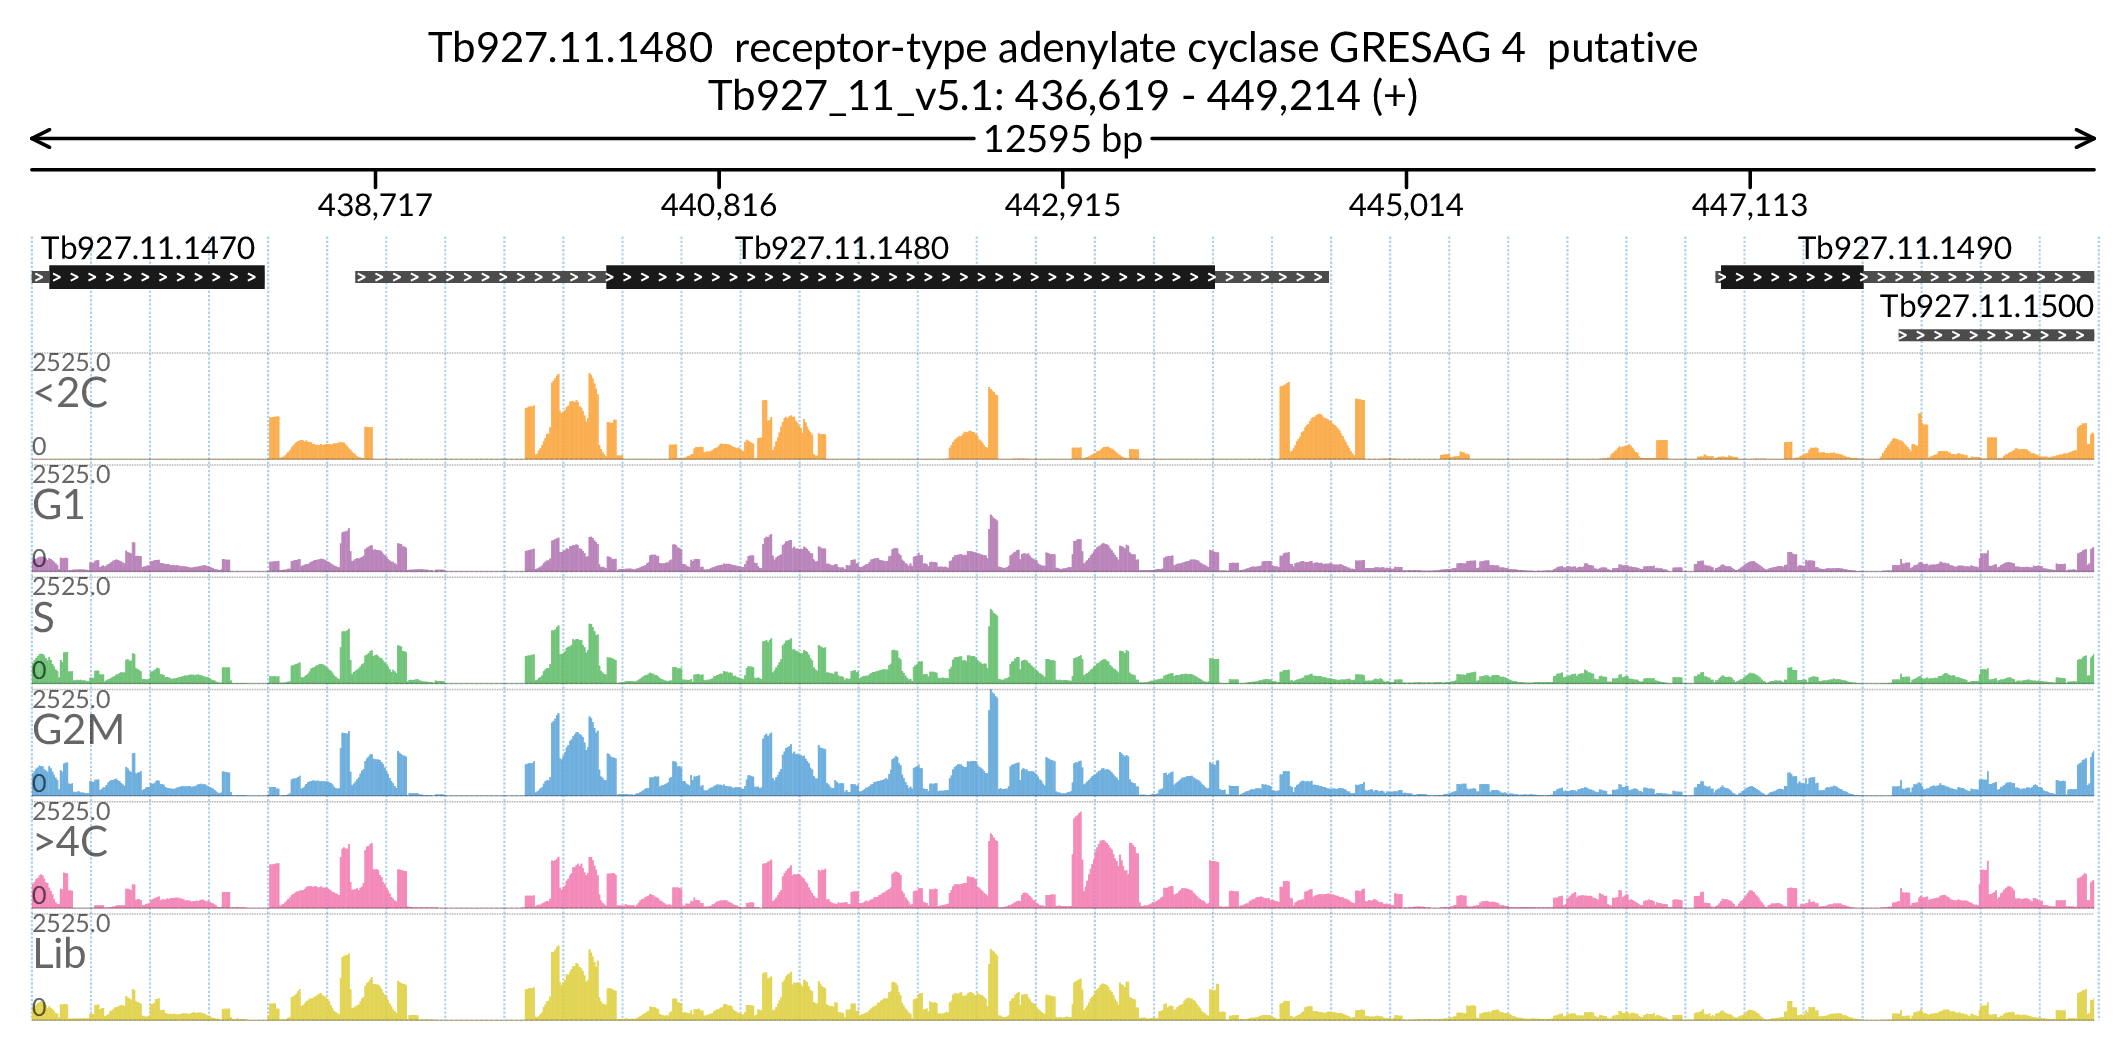 Tb927.11.1480  receptor-type adenylate cyclase GRESAG 4  putative
Tb927_11_v5.1: 436,619 - 449,214 (+)
12595 bp
438,717 440,816 442,915 445,014 447,113
Tb927.11.1470 Tb927.11.1480 Tb927.11.1490
Tb927.11.1500
2525.0
<2C
0
2525.0
G1
0
2525.0
S
0
2525.0
G2M
0
2525.0
>4C
0
2525.0
Lib
0